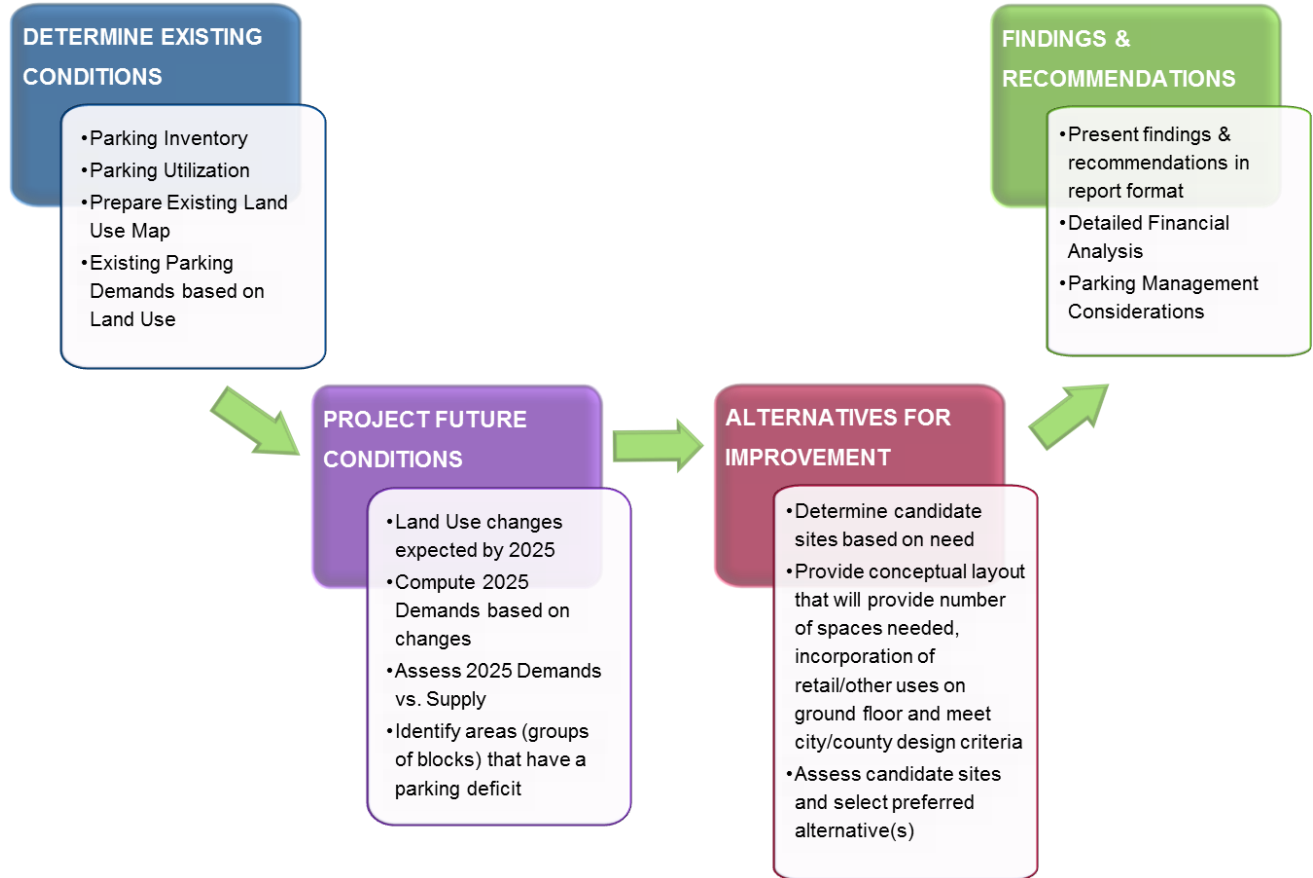 DETERMINE EXISTING
CONDITIONS
•Parking Inventory
•Parking Utilization
•Prepare Existing Land
Use Map
•Existing Parking
Demands based on
Land Use
PROJECT FUTURE
CONDITIONS
•Land Use changes
expected by 2025
•Compute 2025
Demands based on
changes
•Assess 2025 Demands
vs. Supply
•Identify areas (groups
of blocks) that have a
parking deficit
ALTERNATIVES FOR
IMPROVEMENT
•Determine candidate
sites based on need
•Provide conceptual layout
that will provide number
of spaces needed,
incorporation of
retail/other uses on
ground floor and meet
city/county design criteria
•Assess candidate sites
and select preferred
alternative(s)
FINDINGS &
RECOMMENDATIONS
•Present findings &
recommendations in
report format
•Detailed Financial
Analysis
•Parking Management
Considerations